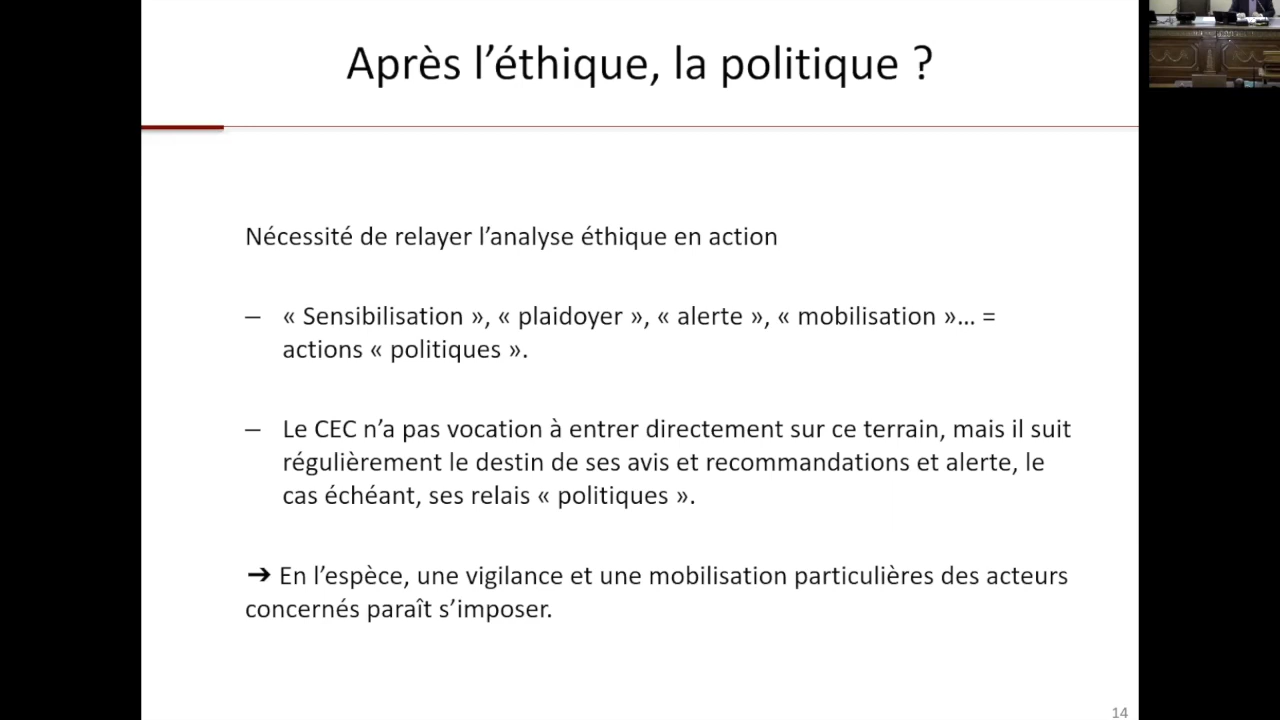 Après l’éthique, la politique ?
Nécessité de relayer l’analyse éthique en action
– « Sensibilisation », « plaidoyer », « alerte », « mobilisation »… =
actions « politiques ».
– Le CEC n’a pas vocation à entrer directement sur ce terrain, mais il suit
régulièrement le destin de ses avis et recommandations et alerte, le
cas échéant, ses relais « politiques ».
➔ En l’espèce, une vigilance et une mobilisation particulières des acteurs
concernés paraît s’imposer.
14